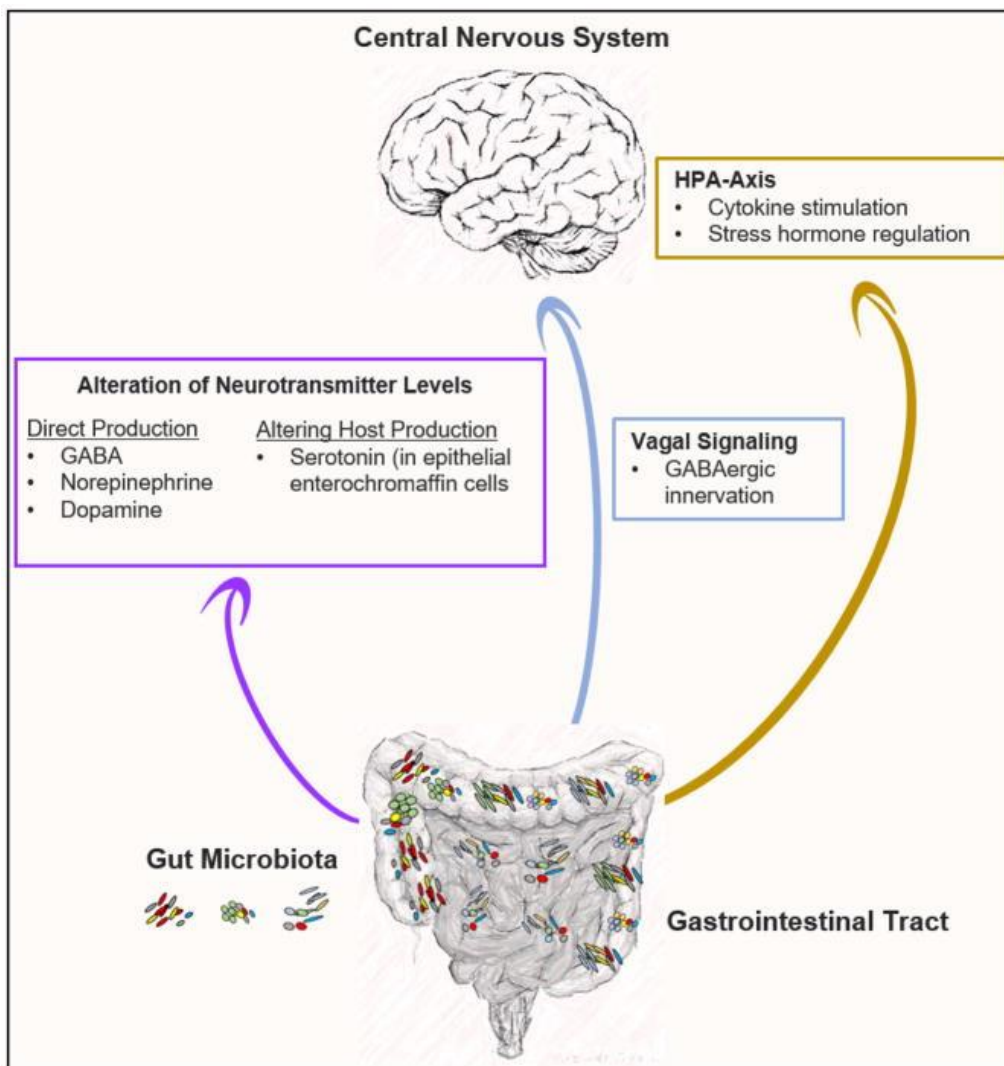 Central Nervous System
HPA-Axis
• Cytokine stimulation
• Stress hormone regulation
Alteration of Neurotransmitter Levels
Direct Production
• GABA
• Norepinephrine
• Dopamine
Altering Host Production
• Serotonin (in epithelial
enterochromaffin cells
Vagal Signaling
• GABAergic
innervation
Gut Microbiota
Gastrointestinal Tract